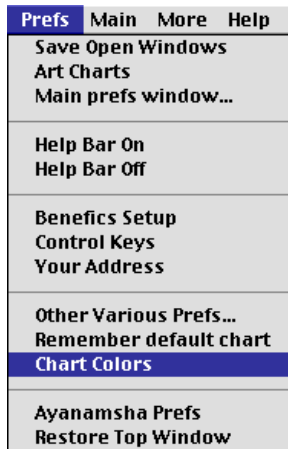 Prefs Main More Help
Save Open Windows
Art Charts
Main prefs window...
Help Bar On
Help Bar Off
Benefics Setup
Control Keys
Your Address
Other Various Prefs...
Remember default chart
Chart Colors
Ayanamsha Prefs
Restore Top Window